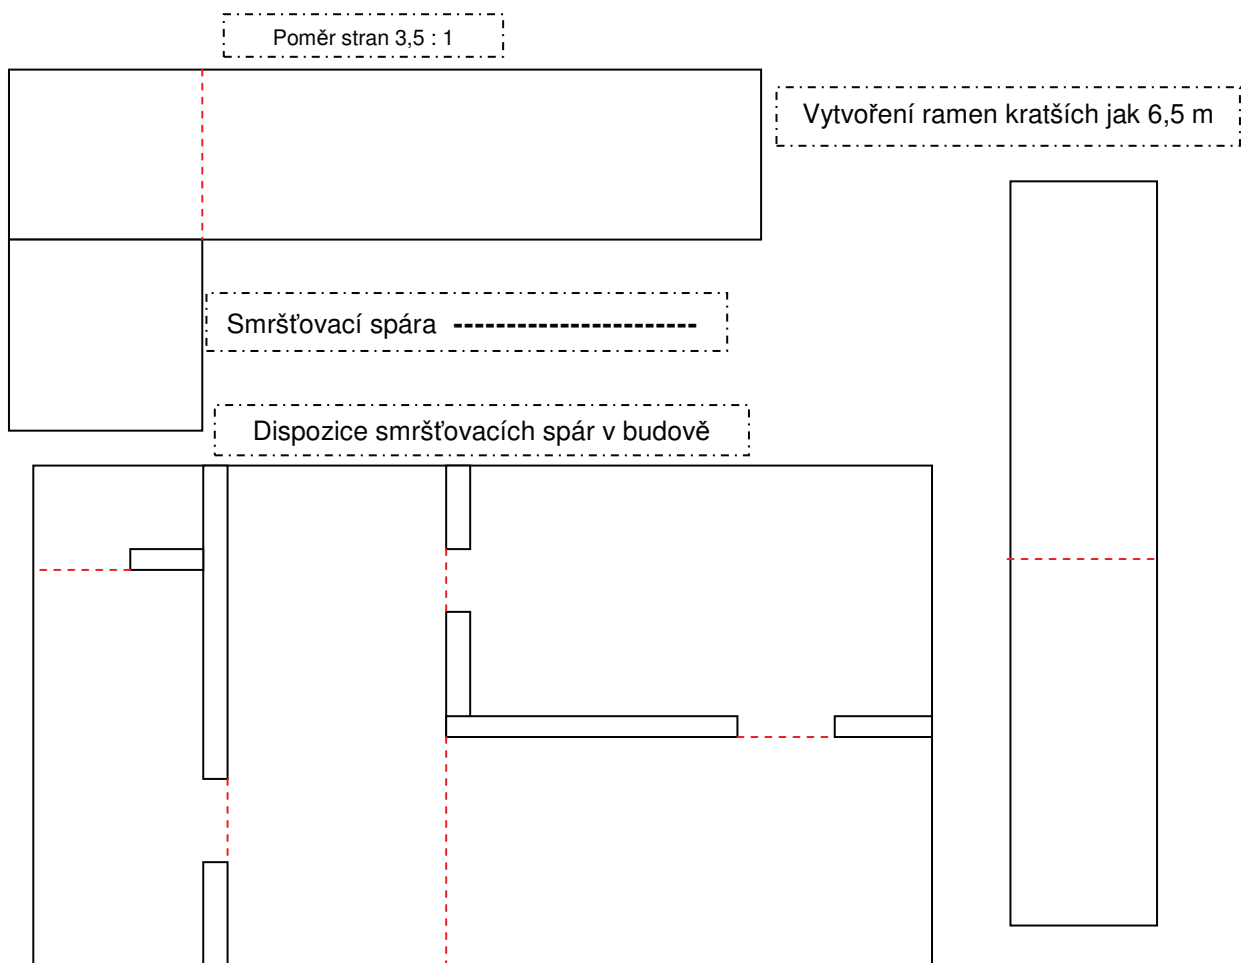 Poměr stran 3,5 : 1
Vytvoření ramen kratších jak 6,5 m
Smršťovací spára
Dispozice smršťovacích spár v budově